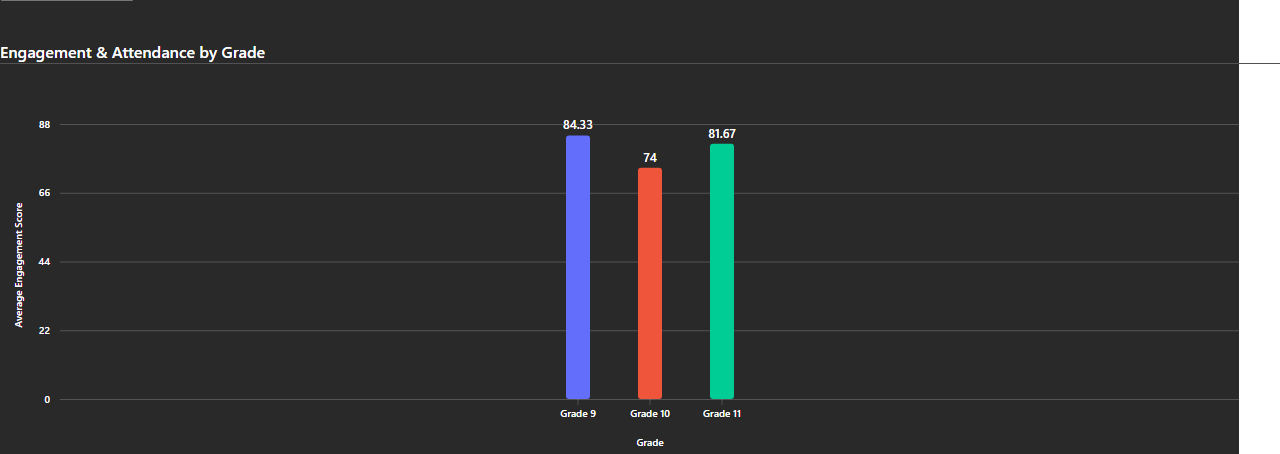 Engagement & Attendance by Grade
Average Engagement Score
88
66
44
22
0
84.33
74
81.67
Grade 9
Grade 10
Grade 11
Grade